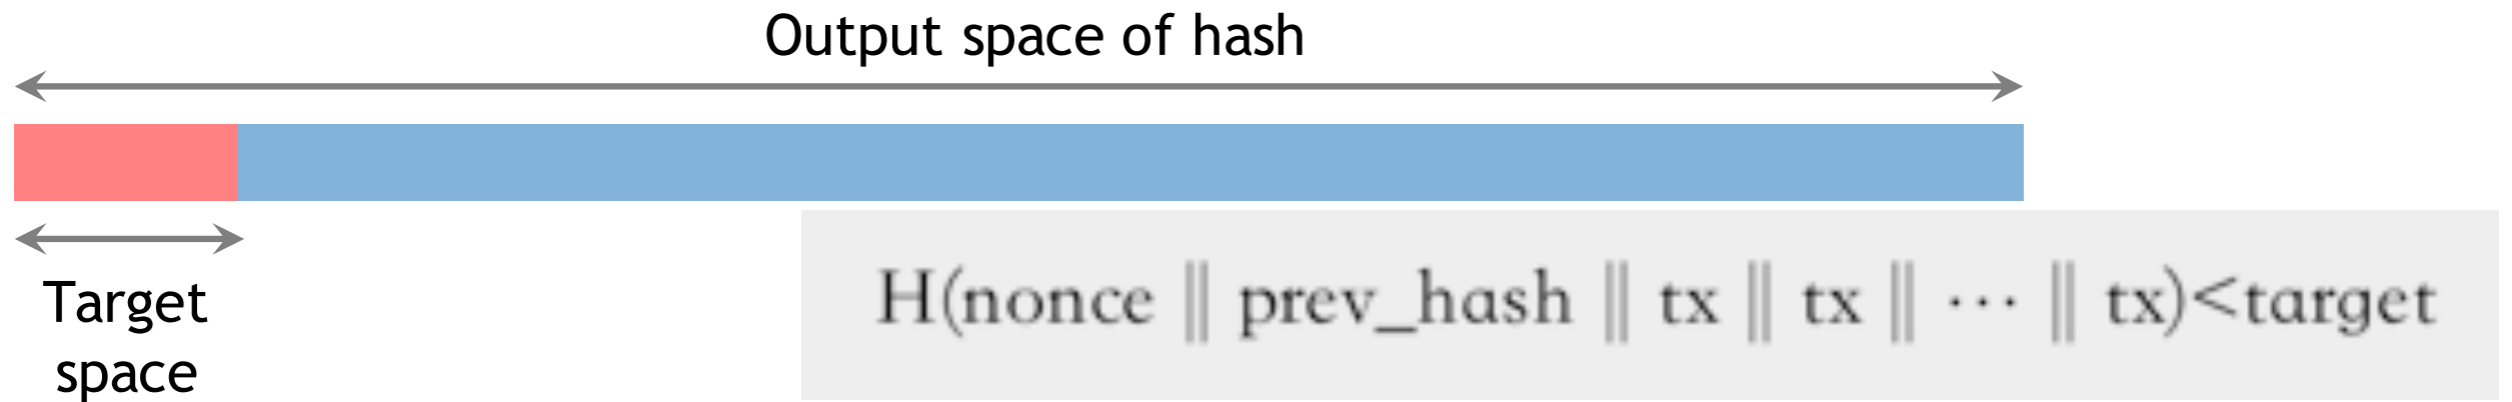 Output space of hash
Target
space
H(nonce || prev_hash || tx || tx || ··· || tx)<target